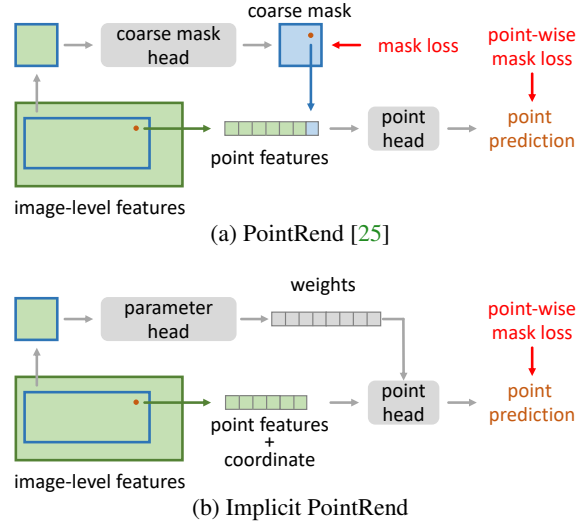 coarse mask
coarse mask
head
mask loss
point-wise
mask loss
point features
point
head
point
prediction
image-level features
(a) PointRend [25]
weights
parameter
head
point-wise
mask loss
point features
+
coordinate
point
head
point
prediction
image-level features
(b) Implicit PointRend